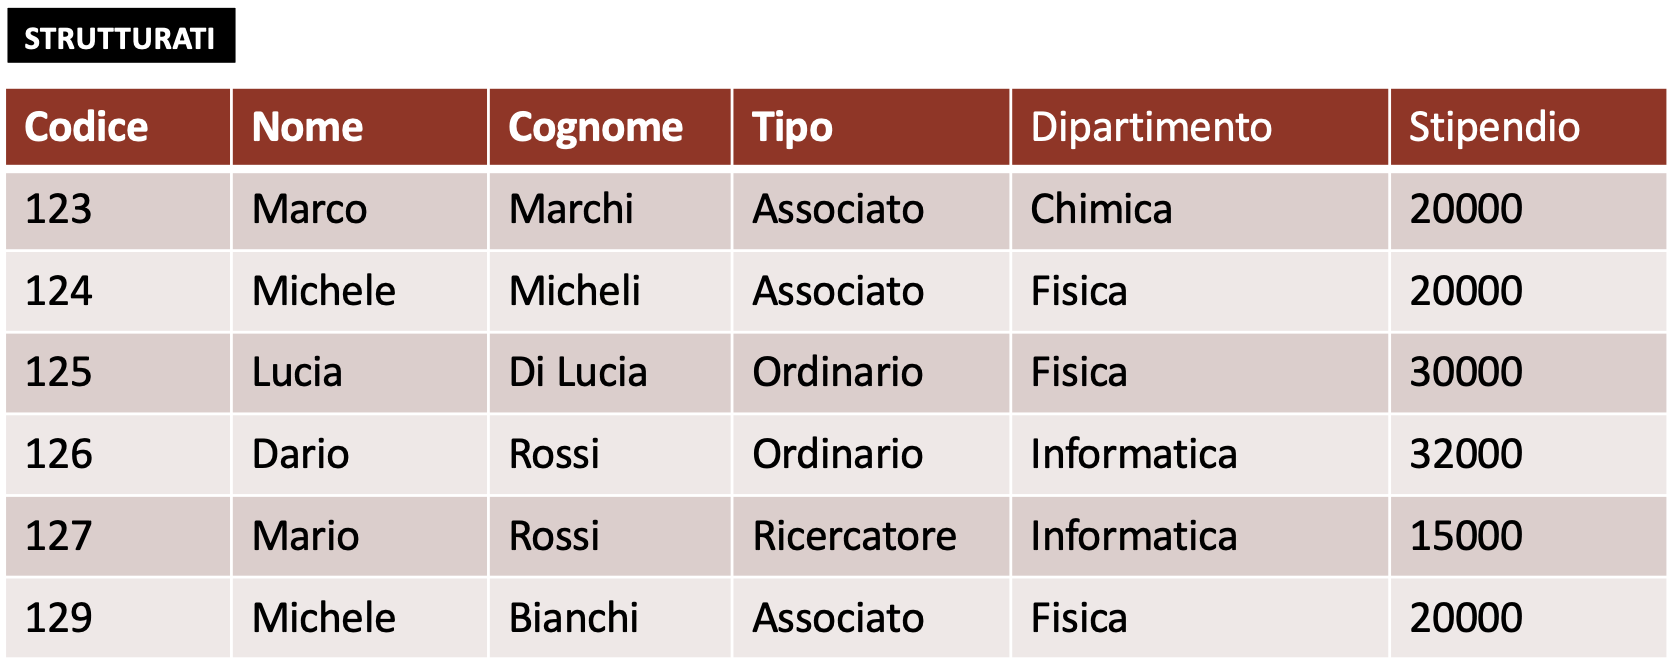 STRUTTURATI
Codice Nome Cognome Tipo Dipartimento Stipendio
123 Marco Marchi Associato Chimica 20000
124 Michele Micheli Associato Fisica 20000
125 Lucia Di Lucia Ordinario Fisica 30000
126 Dario Rossi Ordinario Informatica 32000
127 Mario Rossi Ricercatore Informatica 15000
129 Michele Bianchi Associato Fisica 20000